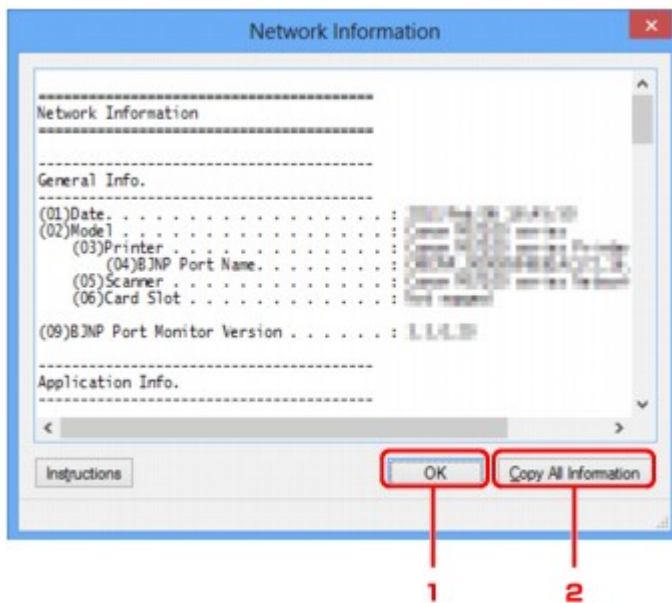 Network Information
==========================================
Network Information
==========================================
------------------------------------------
General Info.
------------------------------------------
(01)Date. . . . . . . . . . . . . . . . . :
(02)Model . . . . . . . . . . . . . . . . :
(03)Printer . . . . . . . . . . . . . . :
(04)BJNP Port Name. . . . . . . . . :
(05)Scanner . . . . . . . . . . . . . . :
(06)Card Slot . . . . . . . . . . . . . :
(09)BJNP Port Monitor Version . . . . . . :
------------------------------------------
Application Info.
------------------------------------------
Instructions OK Copy All Information
1 2